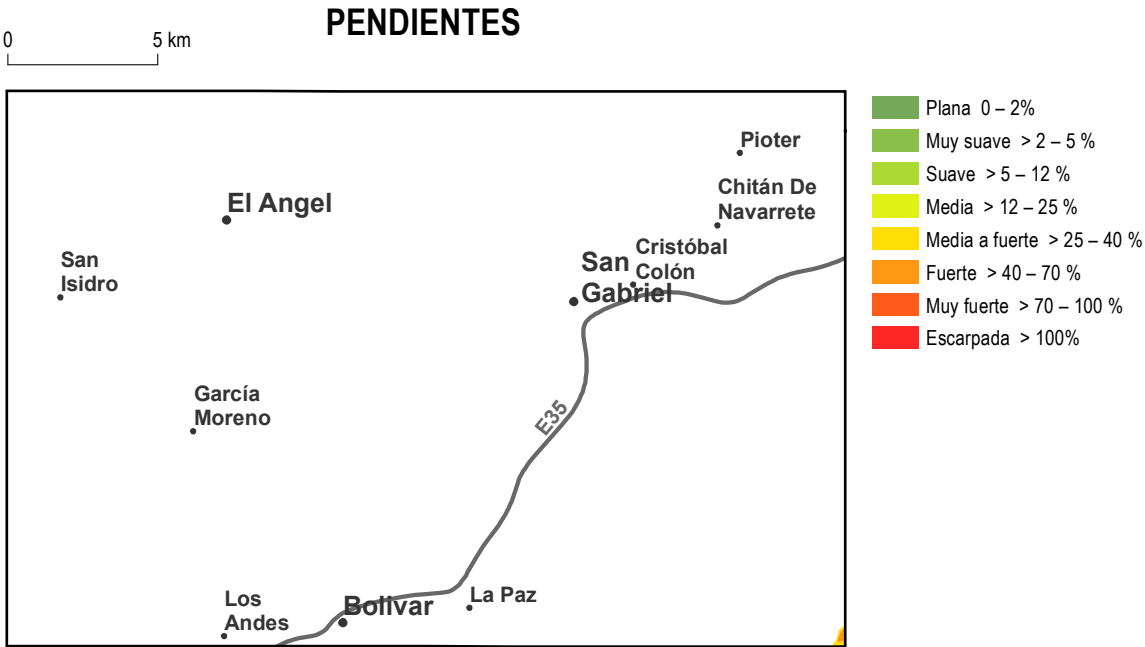 PENDIENTES
0 5 km
Pioter
Chitán De
Navarrete
El Angel
Cristóbal
Colón
San
Gabriel
San
Isidro
García
Moreno
E35
La Paz
Bolivar
Los
Andes
Plana 0 – 2%
Muy suave > 2 – 5 %
Suave > 5 – 12 %
Media > 12 – 25 %
Media a fuerte > 25 – 40 %
Fuerte > 40 – 70 %
Muy fuerte > 70 – 100 %
Escarpada > 100%